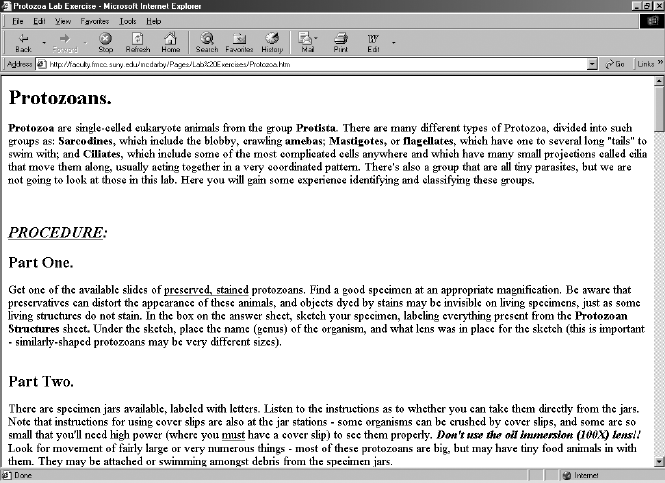 Protozoa Lab Exercise - Microsoft Internet Explorer
File Edit View Favorites Tools Help
Back Forward Stop Refresh Home Search Favorites History Mail Print Edit
Address http://faculty.fmcc.suny.edu/mcdarby/Pages/Lab%20Exercises/Protozoa.htm Go Links »
Protozoans.
Protozoa are single-celled eukaryote animals from the group Protista. There are many different types of Protozoa, divided into such
groups as: Sarcodines, which include the blobby, crawling amebas; Mastigotes, or flagellates, which have one to several long "tails" to
swim with; and Ciliates, which include some of the most complicated cells anywhere and which have many small projections called cilia
that move them along, usually acting together in a very coordinated pattern. There's also a group that are all tiny parasites, but we are
not going to look at those in this lab. Here you will gain some experience identifying and classifying these groups.
PROCEDURE:
Part One.
Get one of the available slides of preserved, stained protozoans. Find a good specimen at an appropriate magnification. Be aware that
preservatives can distort the appearance of these animals, and objects dyed by stains may be invisible on living specimens, just as some
living structures do not stain. In the box on the answer sheet, sketch your specimen, labeling everything present from the Protozoan
Structures sheet. Under the sketch, place the name (genus) of the organism, and what lens was in place for the sketch (this is important
- similarly-shaped protozoans may be very different sizes).
Part Two.
There are specimen jars available, labeled with letters. Listen to the instructions as to whether you can take them directly from the jars.
Note that instructions for using cover slips are also at the jar stations - some organisms can be crushed by cover slips, and some are so
small that you'll need high power (where you must have a cover slip) to see them properly. Don't use the oil immersion (100X) lens!!
Look for movement of fairly large or very numerous things - most of these protozoans are big, but may have tiny food animals in with
them. They may be attached or swimming amongst debris from the specimen jars.
Done Internet